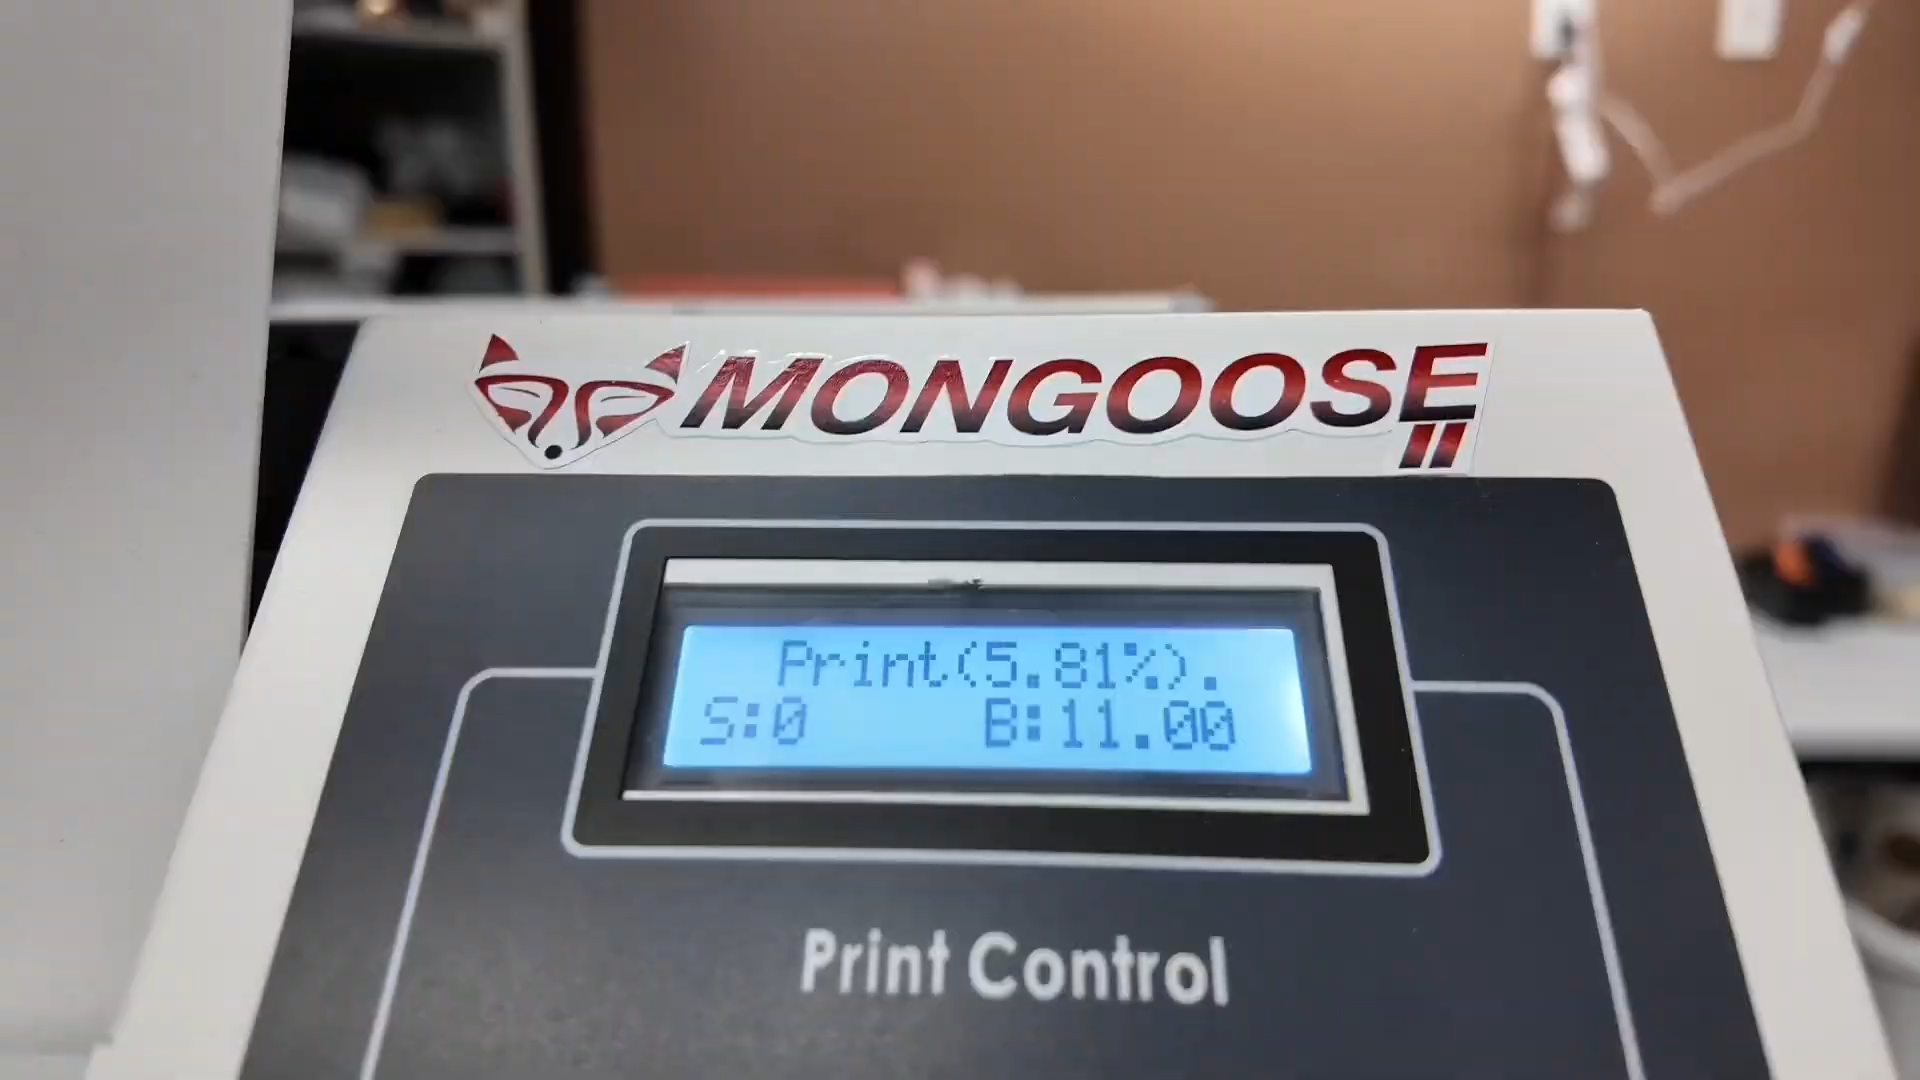 MONGOOSE
II
Print(5.81%).
S:0 B:11.00
Print Control